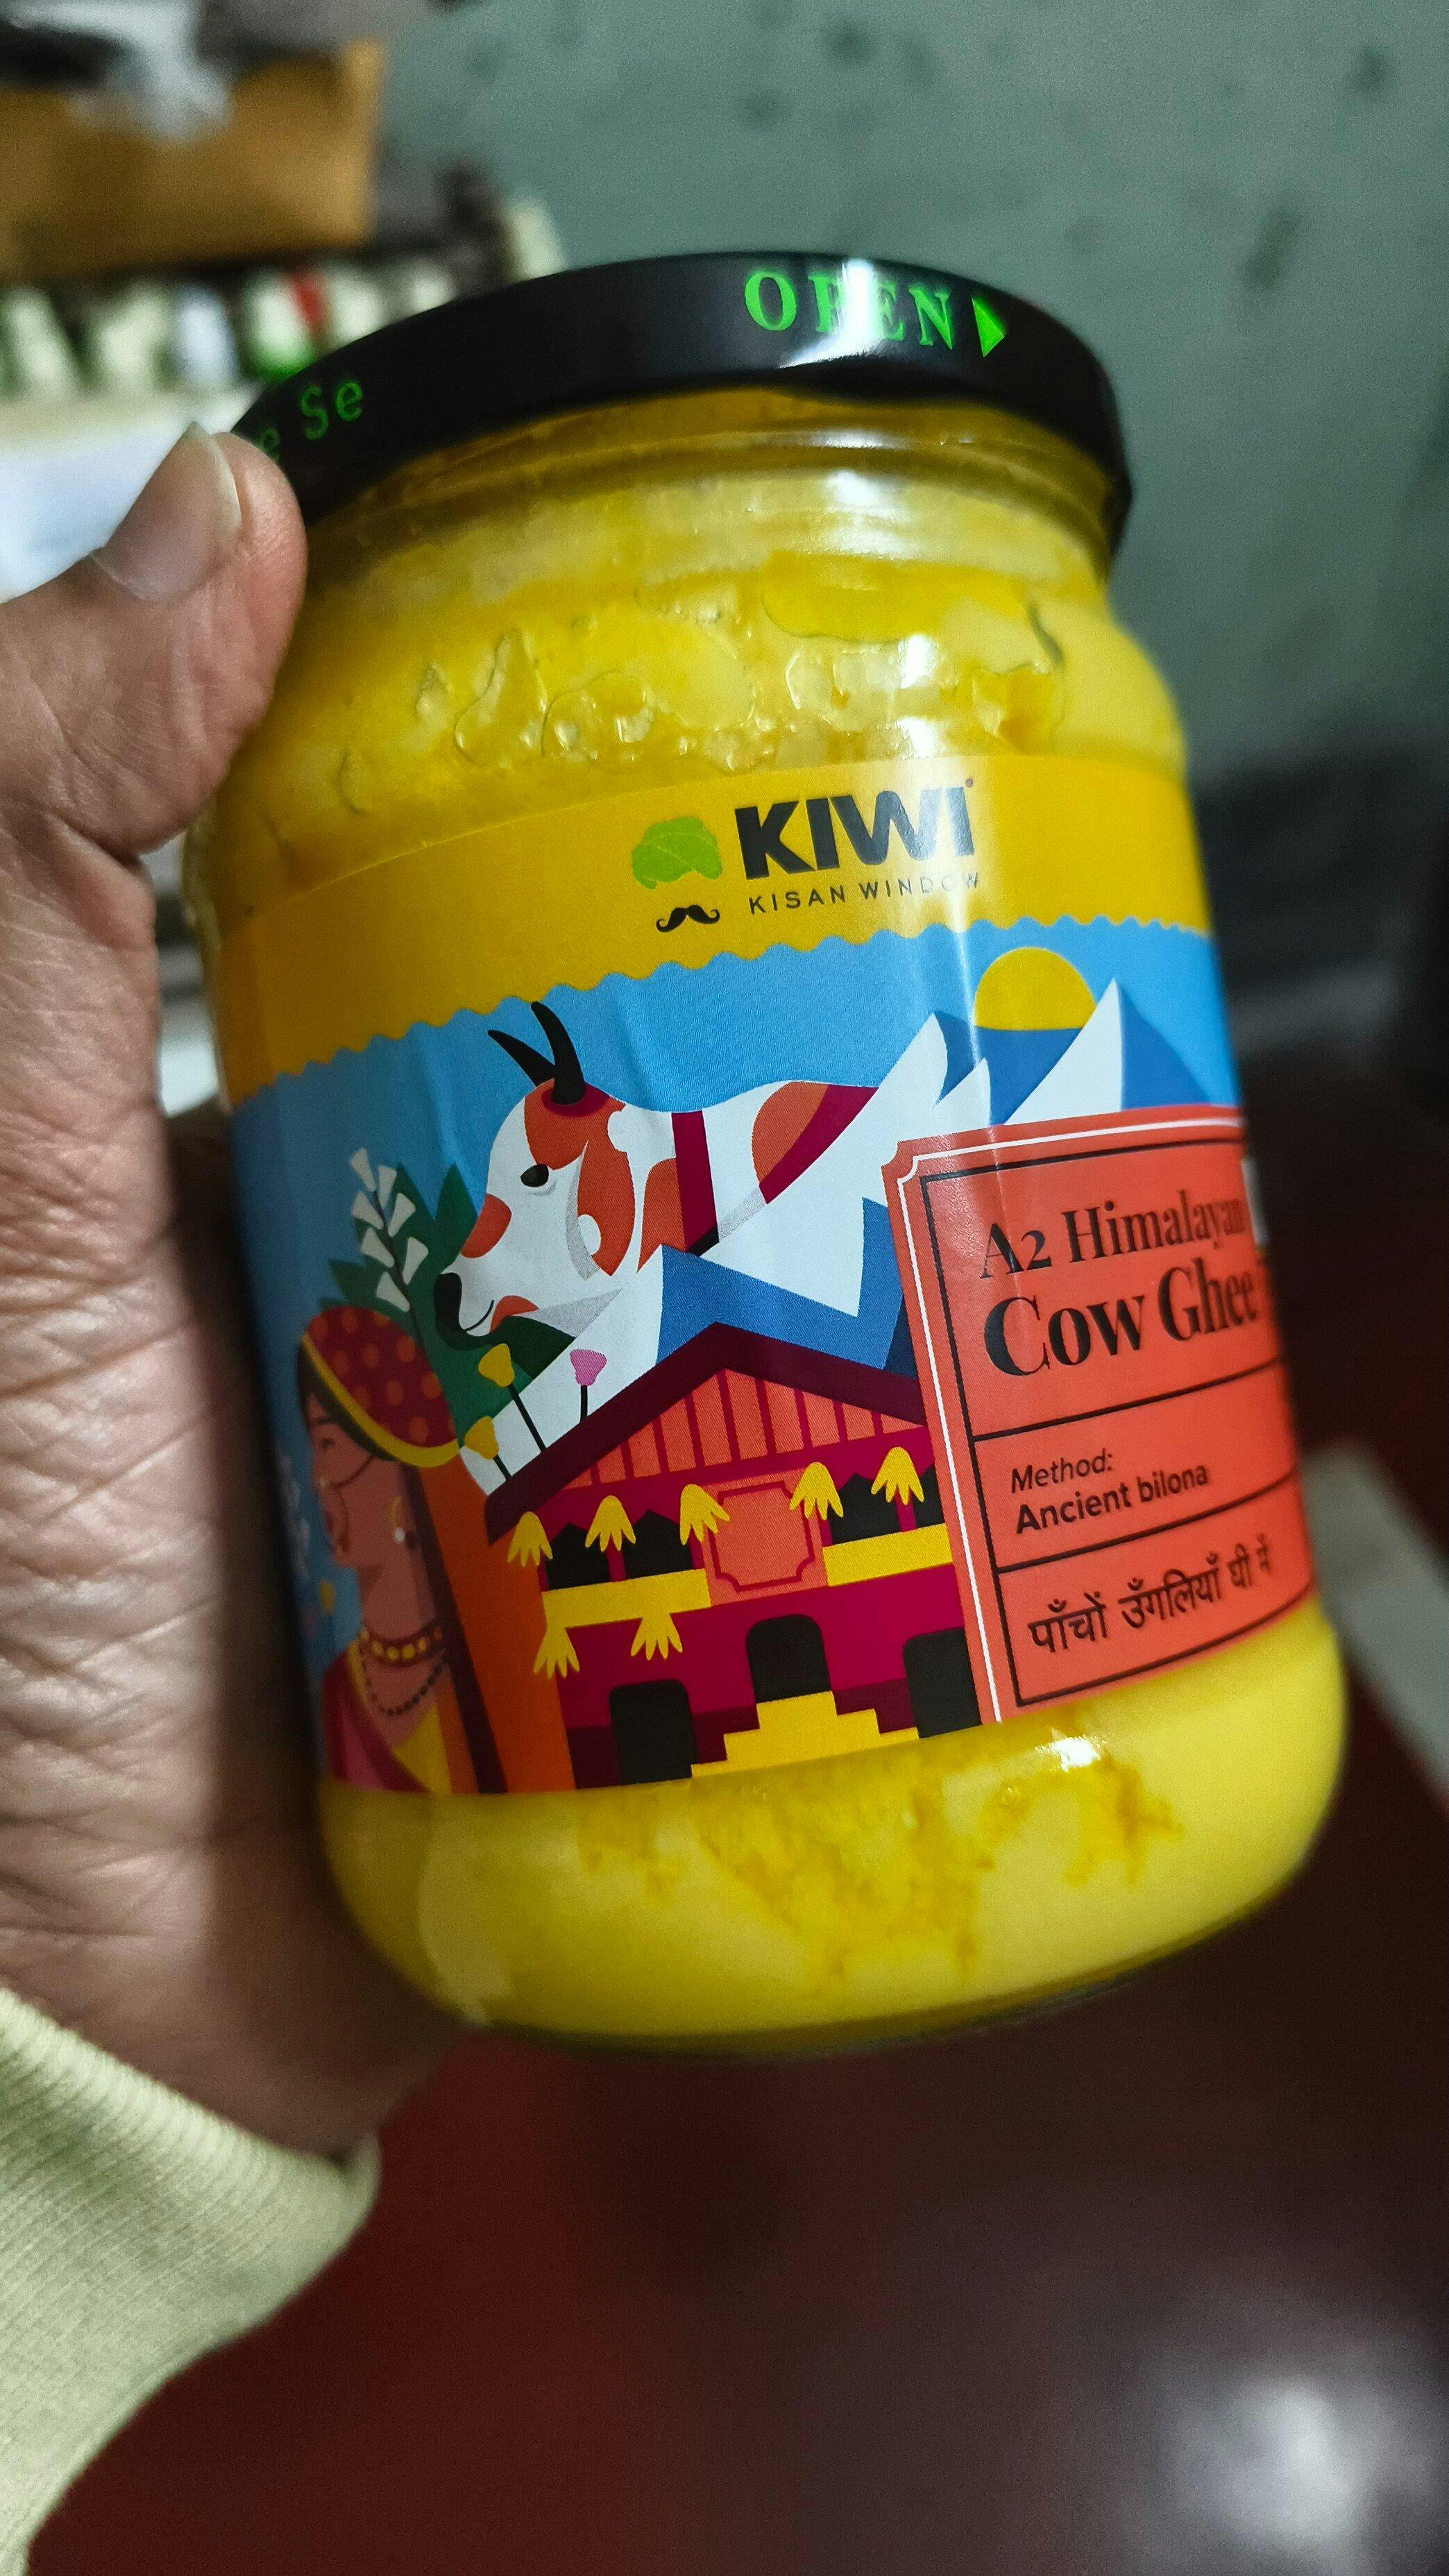 OPEN
e Se
KIWI
KISAN WINDOW
A2 Himalayan
Cow Ghee
Method:
Ancient bilona
पाँचों उँगलियाँ घी में